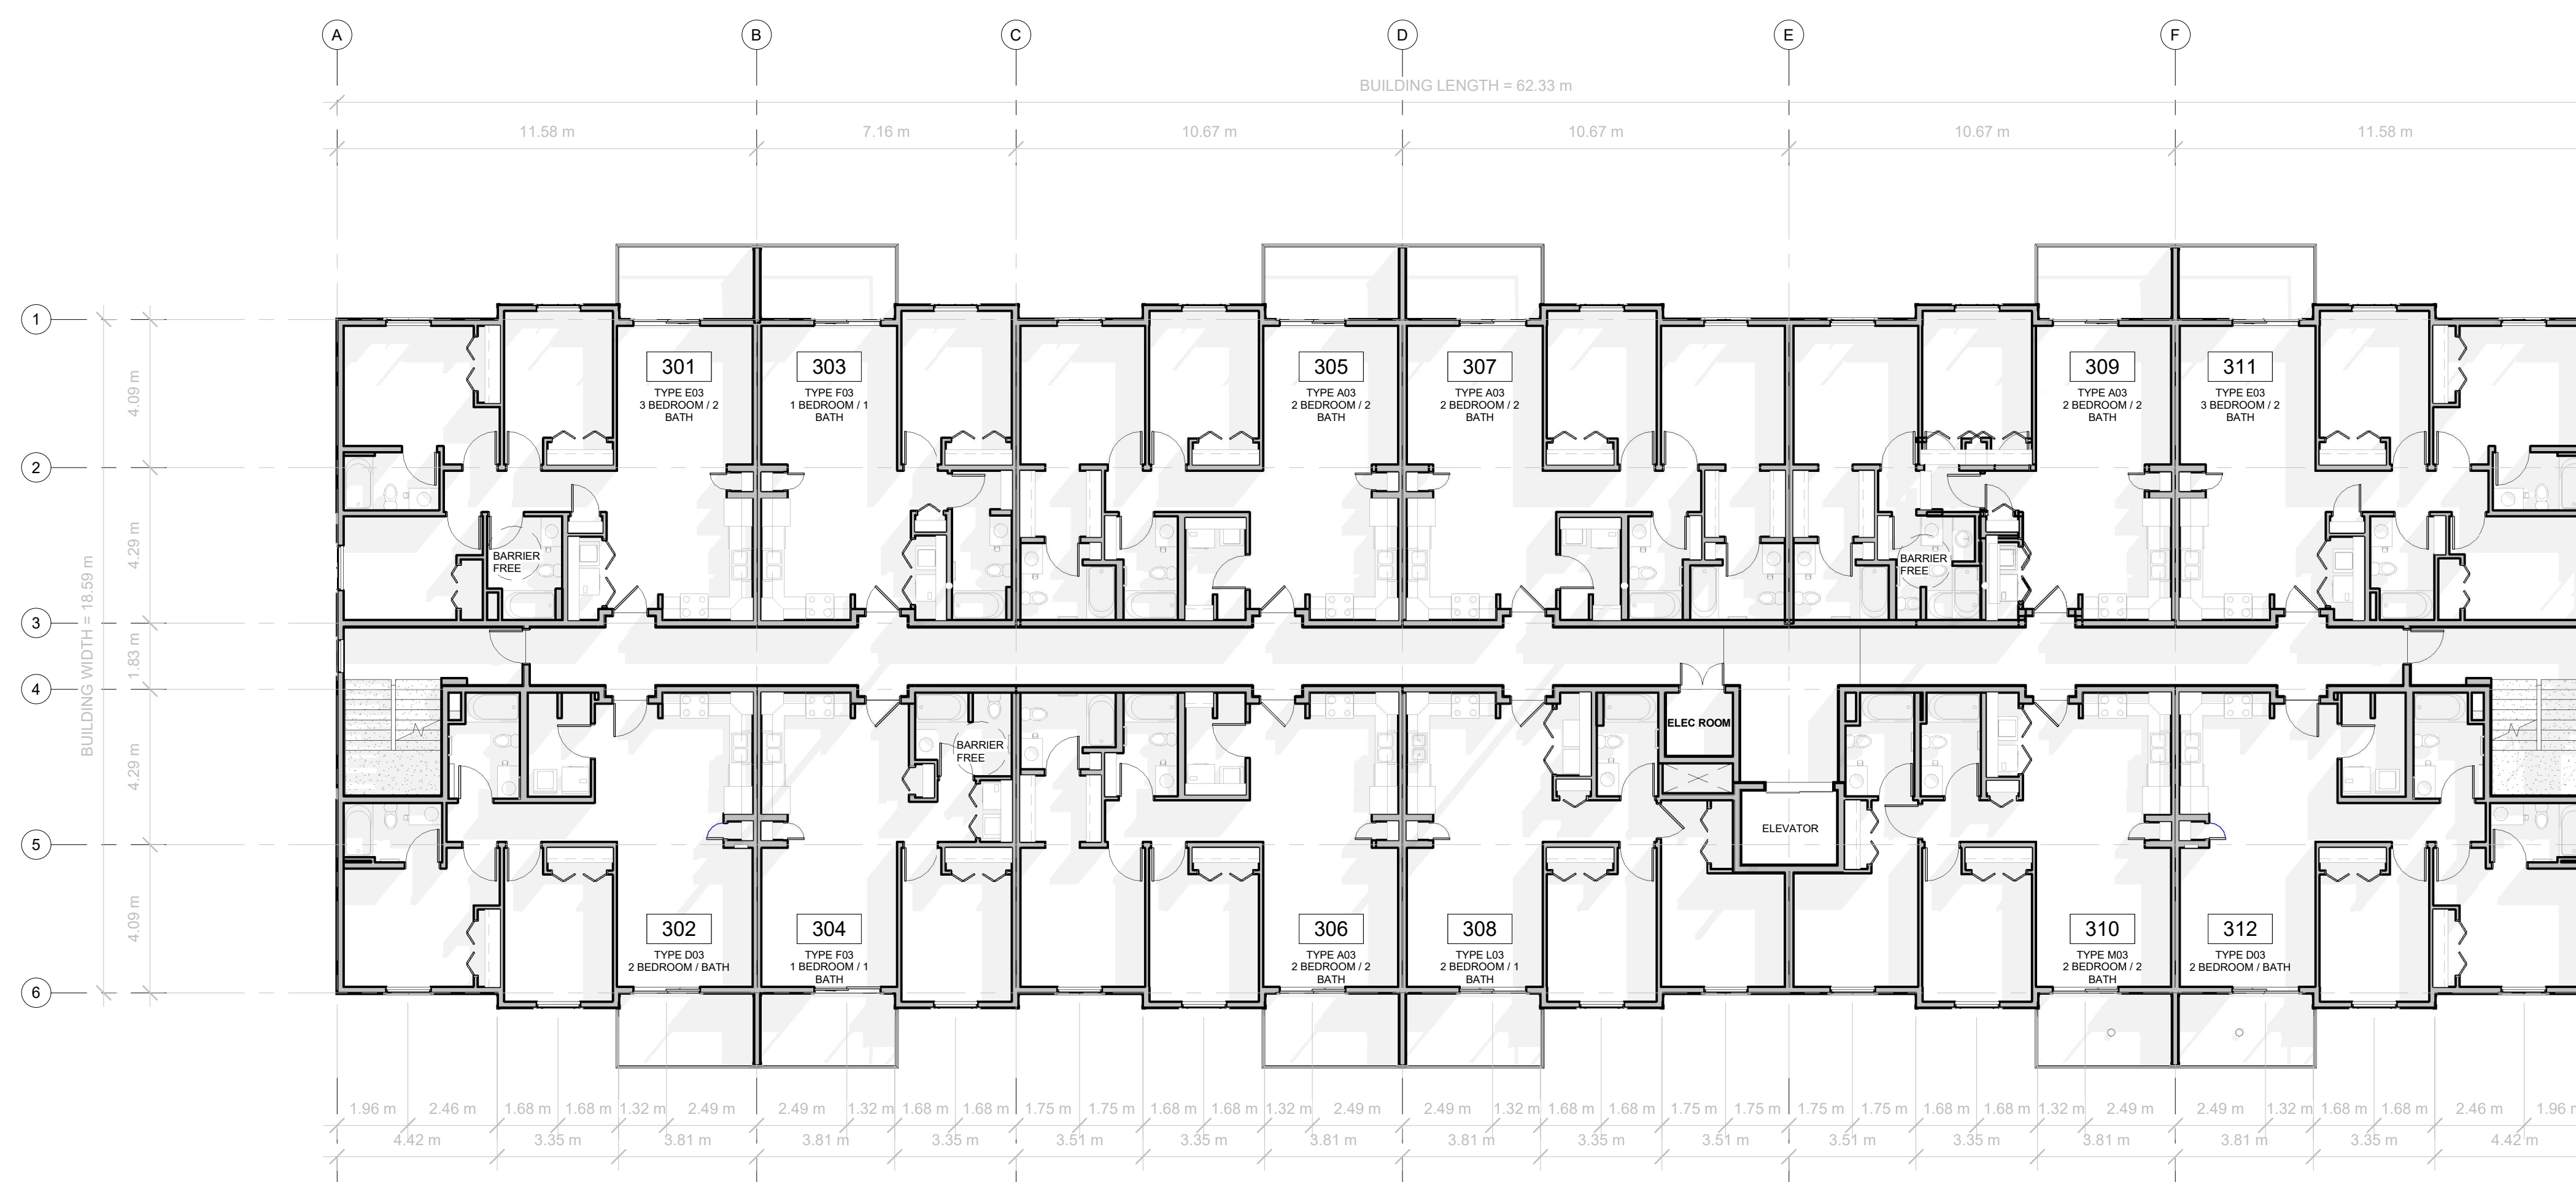 A B C D E F
BUILDING LENGTH = 62.33 m
11.58 m 7.16 m 10.67 m 10.67 m 10.67 m 11.58 m
1
2
3
4
5
6
BUILDING WIDTH = 18.59 m
4.09 m
4.29 m
1.83 m
4.29 m
4.09 m
301
TYPE E03
3 BEDROOM / 2
BATH
303
TYPE F03
1 BEDROOM / 1
BATH
305
TYPE A03
2 BEDROOM / 2
BATH
307
TYPE A03
2 BEDROOM / 2
BATH
309
TYPE A03
2 BEDROOM / 2
BATH
311
TYPE E03
3 BEDROOM / 2
BATH
BARRIER
FREE
BARRIER
FREE
BARRIER
FREE
ELEC ROOM
ELEVATOR
302
TYPE D03
2 BEDROOM / BATH
304
TYPE F03
1 BEDROOM / 1
BATH
306
TYPE A03
2 BEDROOM / 2
BATH
308
TYPE L03
2 BEDROOM / 1
BATH
310
TYPE M03
2 BEDROOM / 2
BATH
312
TYPE D03
2 BEDROOM / BATH
1.96 m 2.46 m 1.68 m 1.68 m 1.32 m 2.49 m 2.49 m 1.32 m 1.68 m 1.68 m 1.75 m 1.75 m 1.68 m 1.68 m 1.32 m 2.49 m 2.49 m 1.32 m 1.68 m 1.68 m 1.75 m 1.75 m 1.75 m 1.75 m 1.68 m 1.68 m 1.32 m 2.49 m 2.49 m 1.32 m 1.68 m 1.68 m 2.46 m 1.96 m
4.42 m 3.35 m 3.81 m 3.81 m 3.35 m 3.51 m 3.35 m 3.81 m 3.81 m 3.35 m 3.51 m 3.51 m 3.35 m 3.81 m 3.81 m 3.35 m 4.42 m